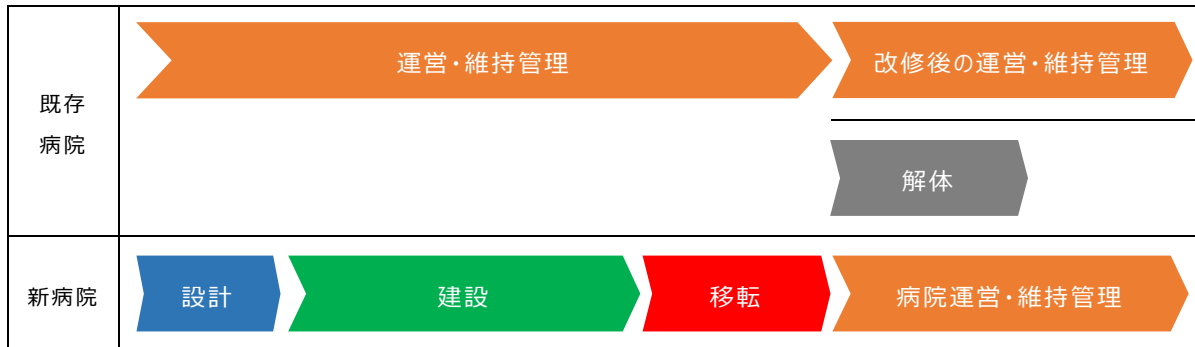 既存
病院
運営・維持管理
改修後の運営・維持管理
解体
新病院
設計
建設
移転
病院運営・維持管理